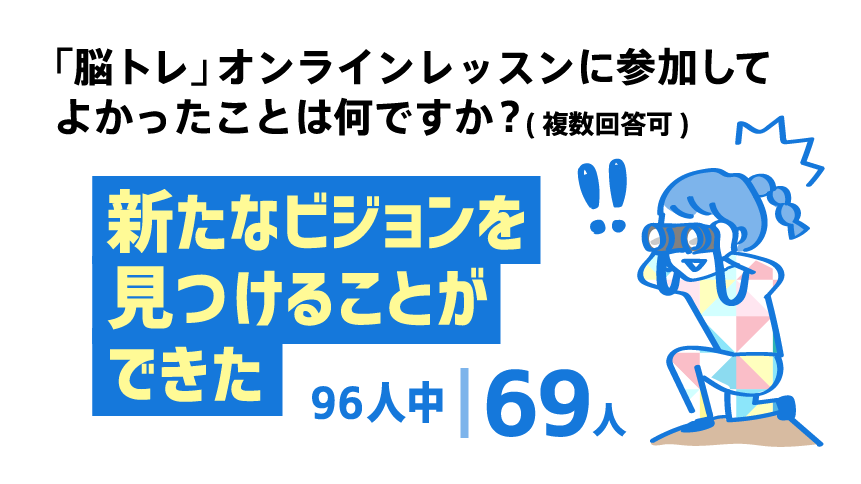 「脳トレ」オンラインレッスンに参加して
よかったことは何ですか？(複数回答可)
!!
新たなビジョンを
見つけることが
できた
96人中 69人